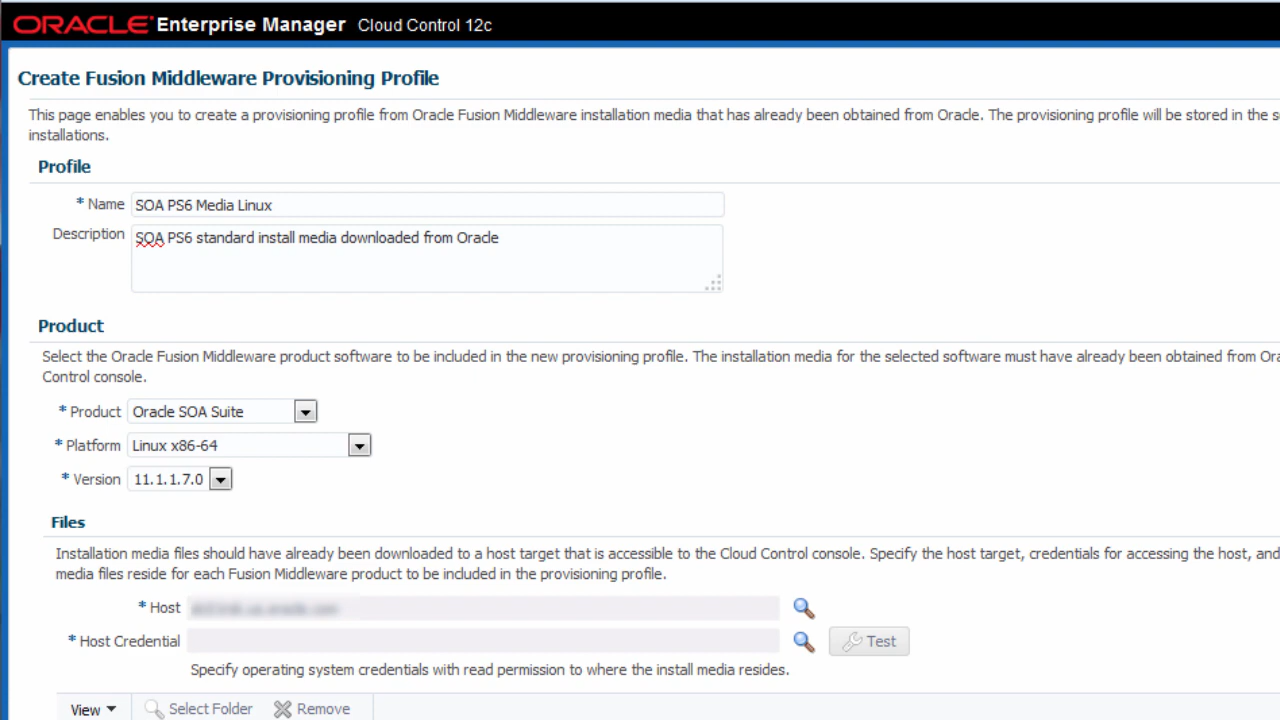 ORACLE Enterprise Manager Cloud Control 12c
Create Fusion Middleware Provisioning Profile
This page enables you to create a provisioning profile from Oracle Fusion Middleware installation media that has already been obtained from Oracle. The provisioning profile will be stored in the
installations.
Profile
* Name SOA PS6 Media Linux
Description SOA PS6 standard install media downloaded from Oracle
Product
Select the Oracle Fusion Middleware product software to be included in the new provisioning profile. The installation media for the selected software must have already been obtained from
Control console.
* Product Oracle SOA Suite
* Platform Linux x86-64
* Version 11.1.1.7.0
Files
Installation media files should have already been downloaded to a host target that is accessible to the Cloud Control console. Specify the host target, credentials for accessing the host, and
media files reside for each Fusion Middleware product to be included in the provisioning profile.
* Host
* Host Credential Test
Specify operating system credentials with read permission to where the install media resides.
View Select Folder Remove